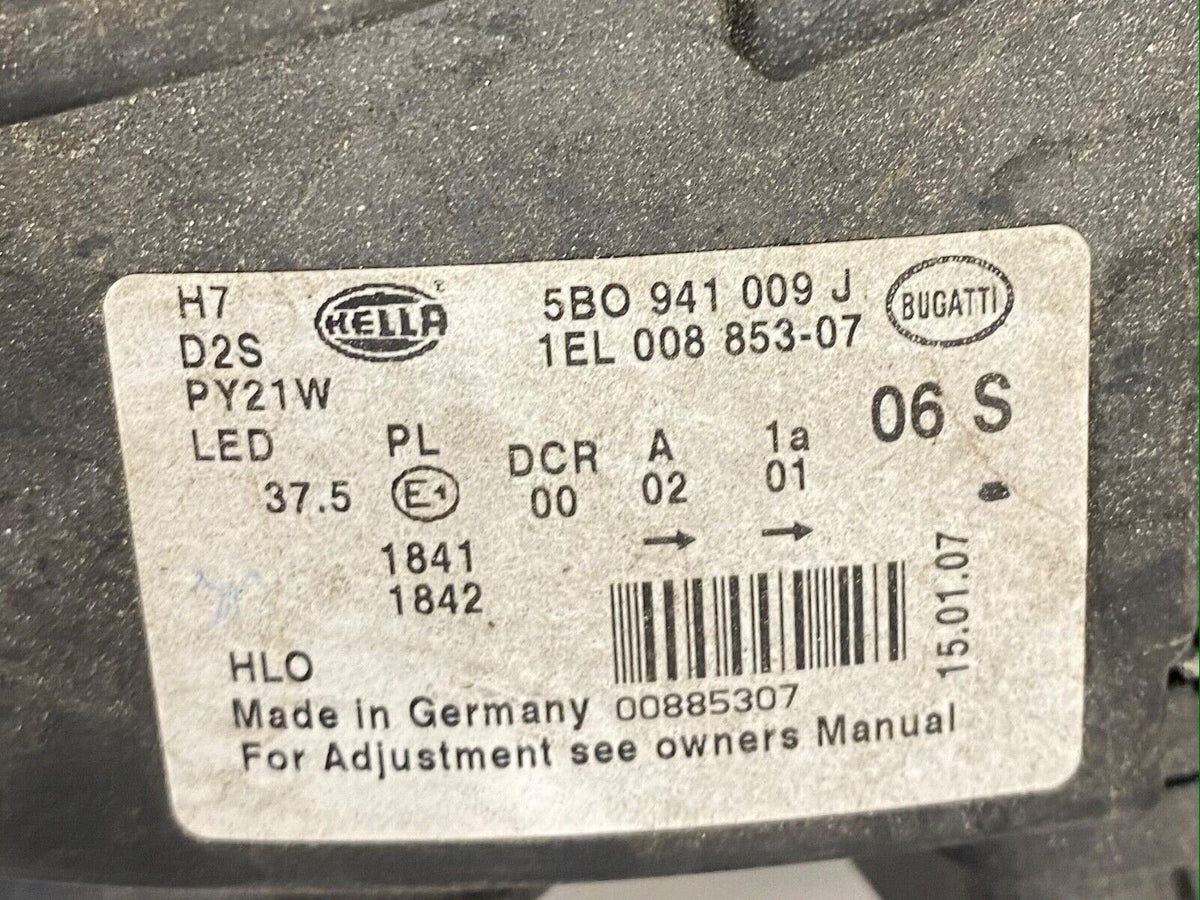 H7
D2S
PY21W
LED
HELLA
5B0 941 009 J
1EL 008 853-07
BUGATTI
06 S
PL
37.5
E1
1841
1842
DCR
00
A
02
→
1a
01
→
HLO
Made in Germany
00885307
For Adjustment see owners Manual
15.01.07